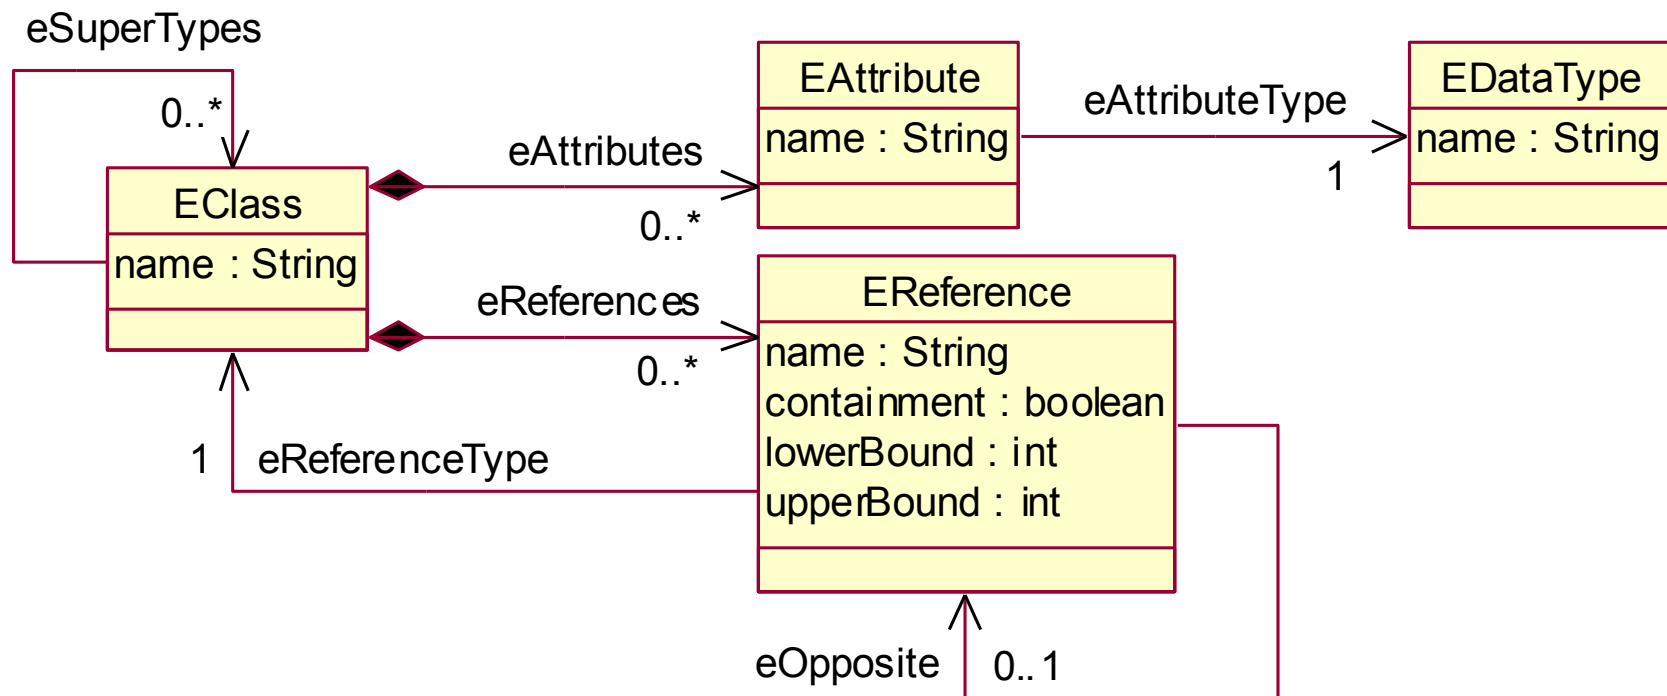 eSuperTypes
0..*
EClass
name : String
eAttributes
0..*
EAttribute
name : String
eAttributeType
1
EDataType
name : String
eReferences
0..*
EReference
name : String
containment : boolean
lowerBound : int
upperBound : int
1
eReferenceType
eOpposite
0..1